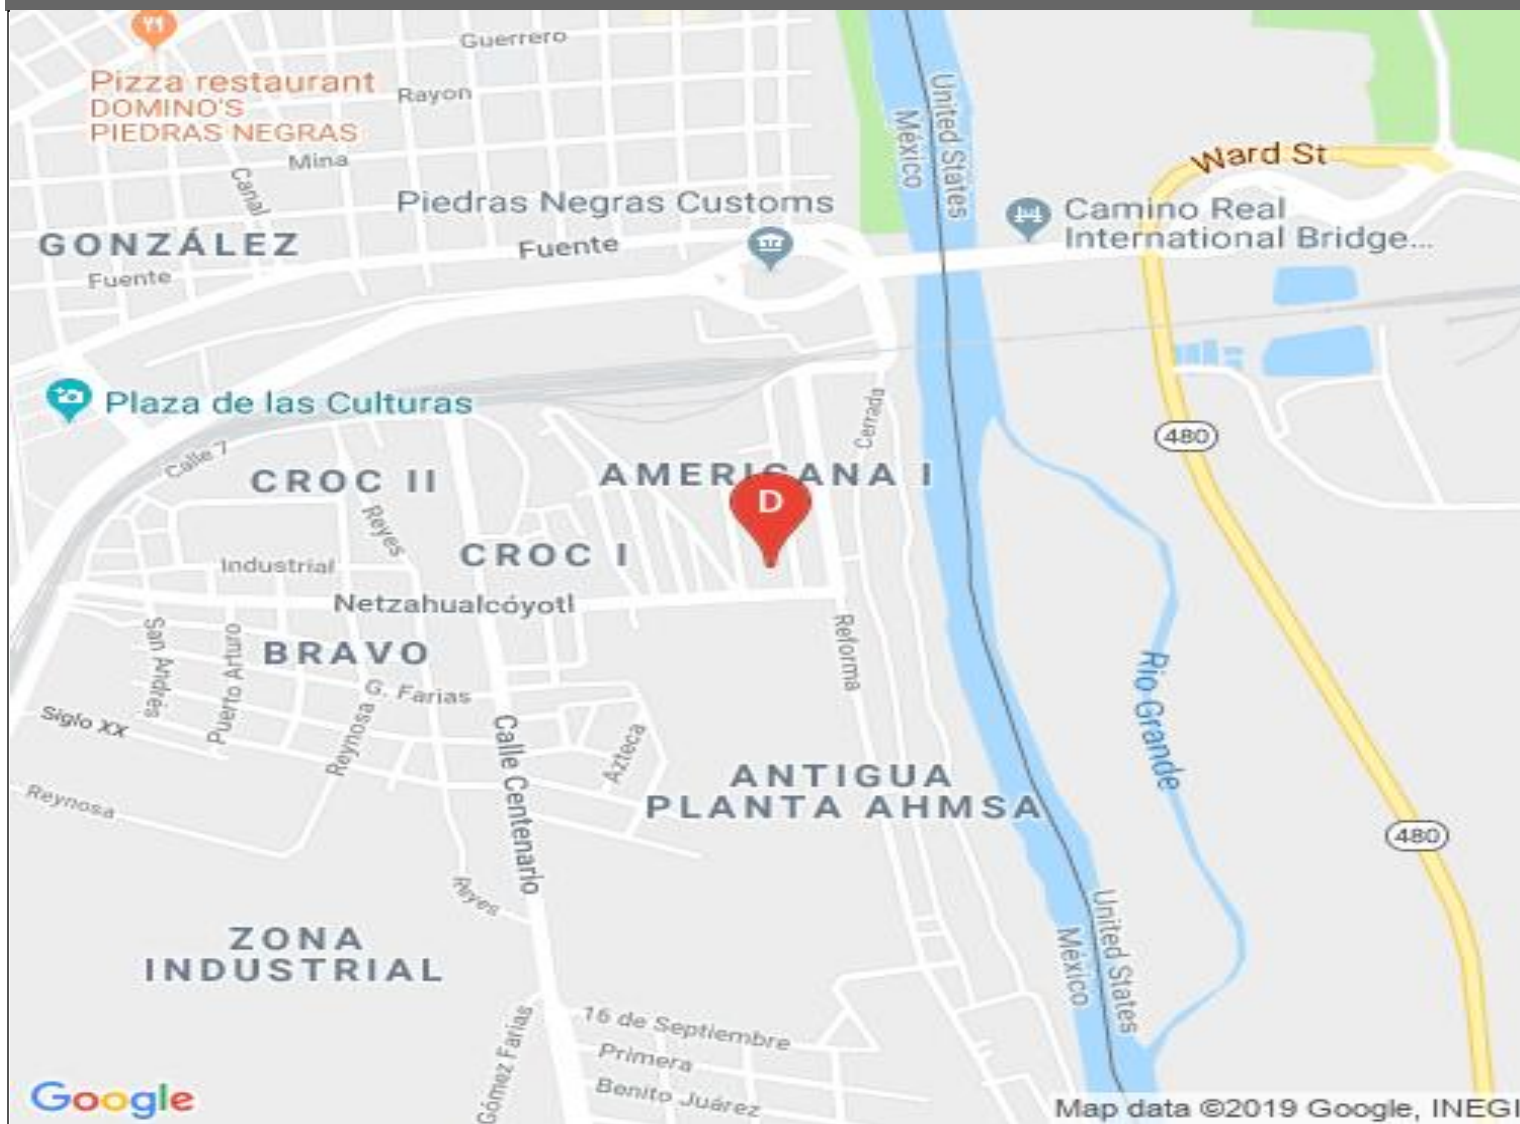 Guerrero
Pizza restaurant
DOMINO'S
PIEDRAS NEGRAS
Rayon
Mina
Canal
United States
México
Ward St
Piedras Negras Customs
Camino Real
International Bridge...
GONZÁLEZ
Fuente
Fuente
Plaza de las Culturas
Cerrada
480
Calle 7
CROC II
AMERICANA I
D
Reyes
CROC I
Industrial
Netzahualcóyotl
San Andrés
Puerto Arturo
BRAVO
Reforma
Rio Grande
G. Farias
Siglo XX
Reynosa
Calle Centenario
Azteca
ANTIGUA
PLANTA AHMSA
Reynosa
480
Reyes
United States
México
ZONA
INDUSTRIAL
Gómez Farias
16 de Septiembre
Primera
Benito Juárez
Google
Map data ©2019 Google, INEGI